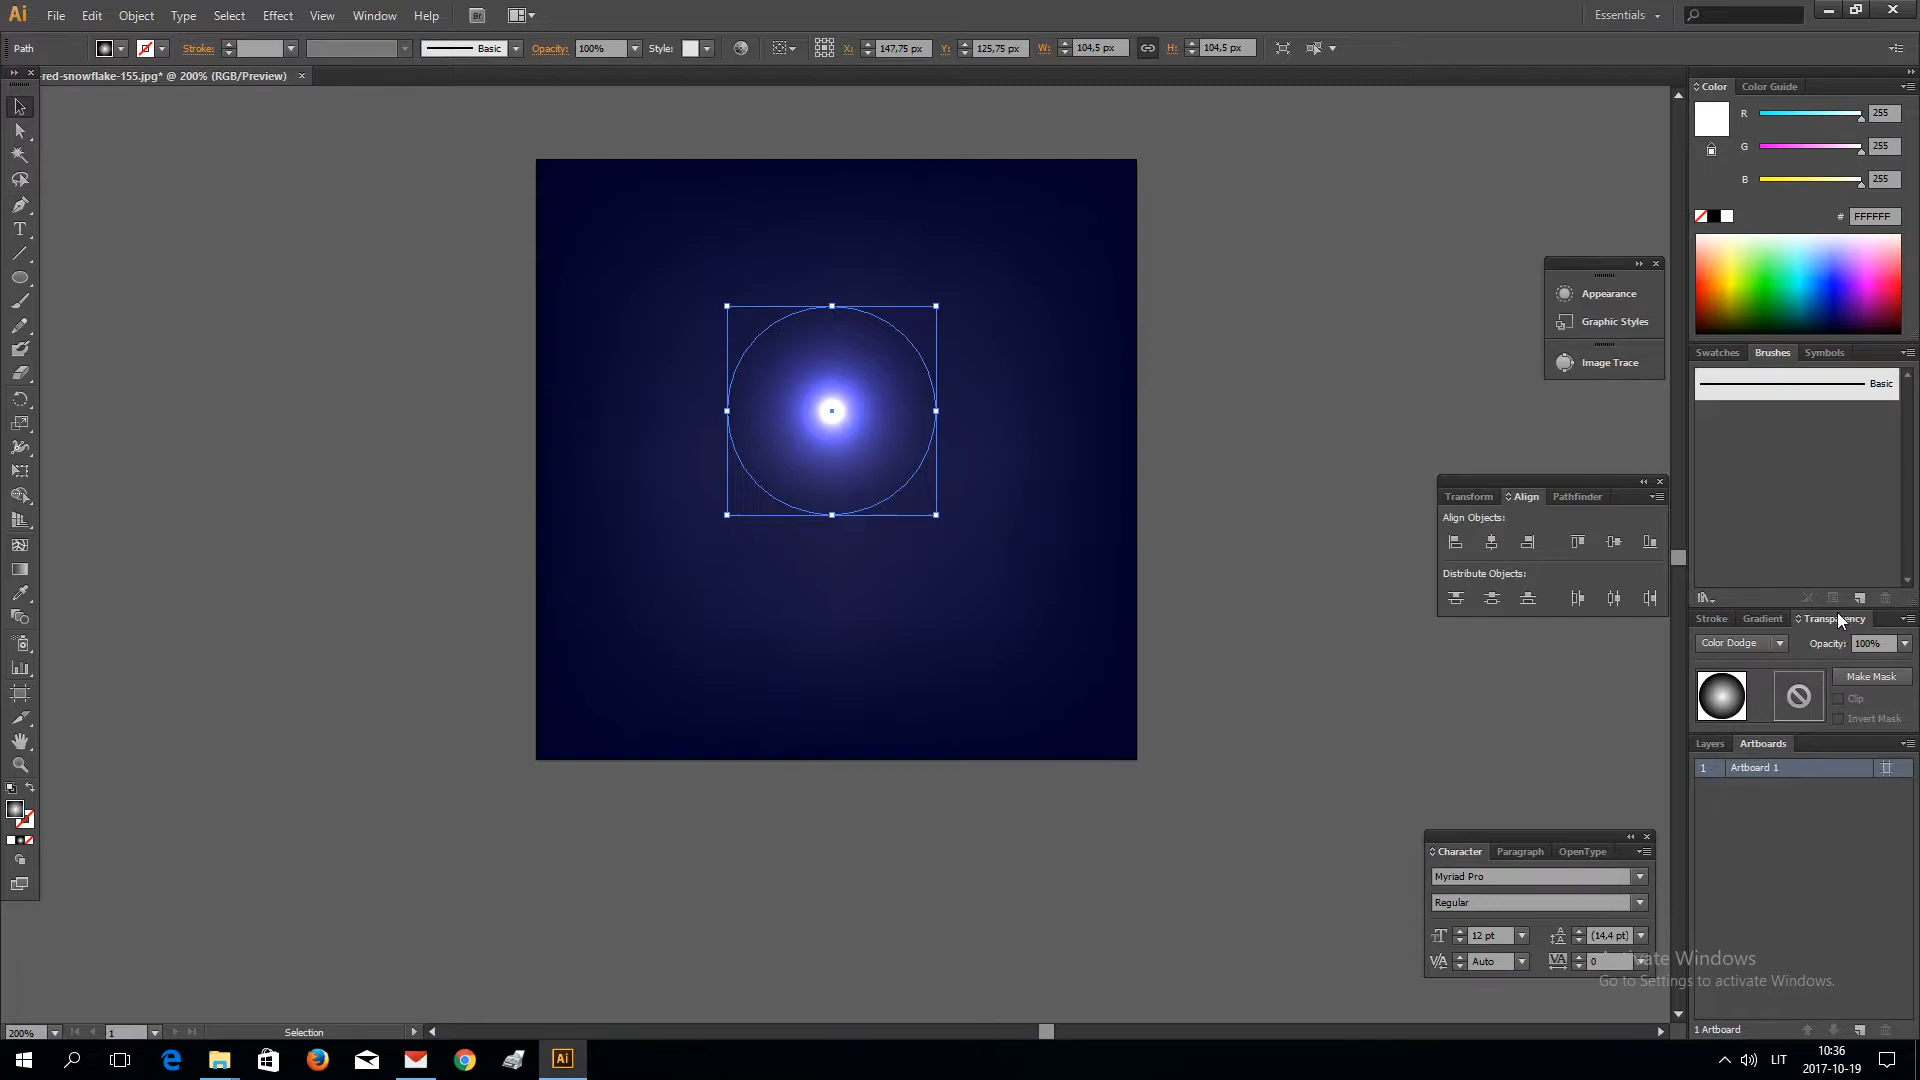 Ai File Edit Object Type Select Effect View Window Help Br Essentials
Path Stroke: Basic Opacity: 100% Style: X: 147,75 px Y: 125,75 px W: 104,5 px H: 104,5 px
red-snowflake-155.jpg* @ 200% (RGB/Preview)
Color Color Guide
R 255
G 255
B 255
# FFFFFF
Appearance
Graphic Styles
Image Trace
Swatches Brushes Symbols
Basic
Transform Align Pathfinder
Align Objects:
Distribute Objects:
Stroke Gradient Transparency
Color Dodge Opacity: 100%
Make Mask
Clip
Invert Mask
Layers Artboards
1 Artboard 1
Character Paragraph OpenType
Myriad Pro
Regular
12 pt (14,4 pt)
Auto 0
Activate Windows
Go to Settings to activate Windows.
1 Artboard
200% 1 Selection
Ai LIT 10:36
2017-10-19